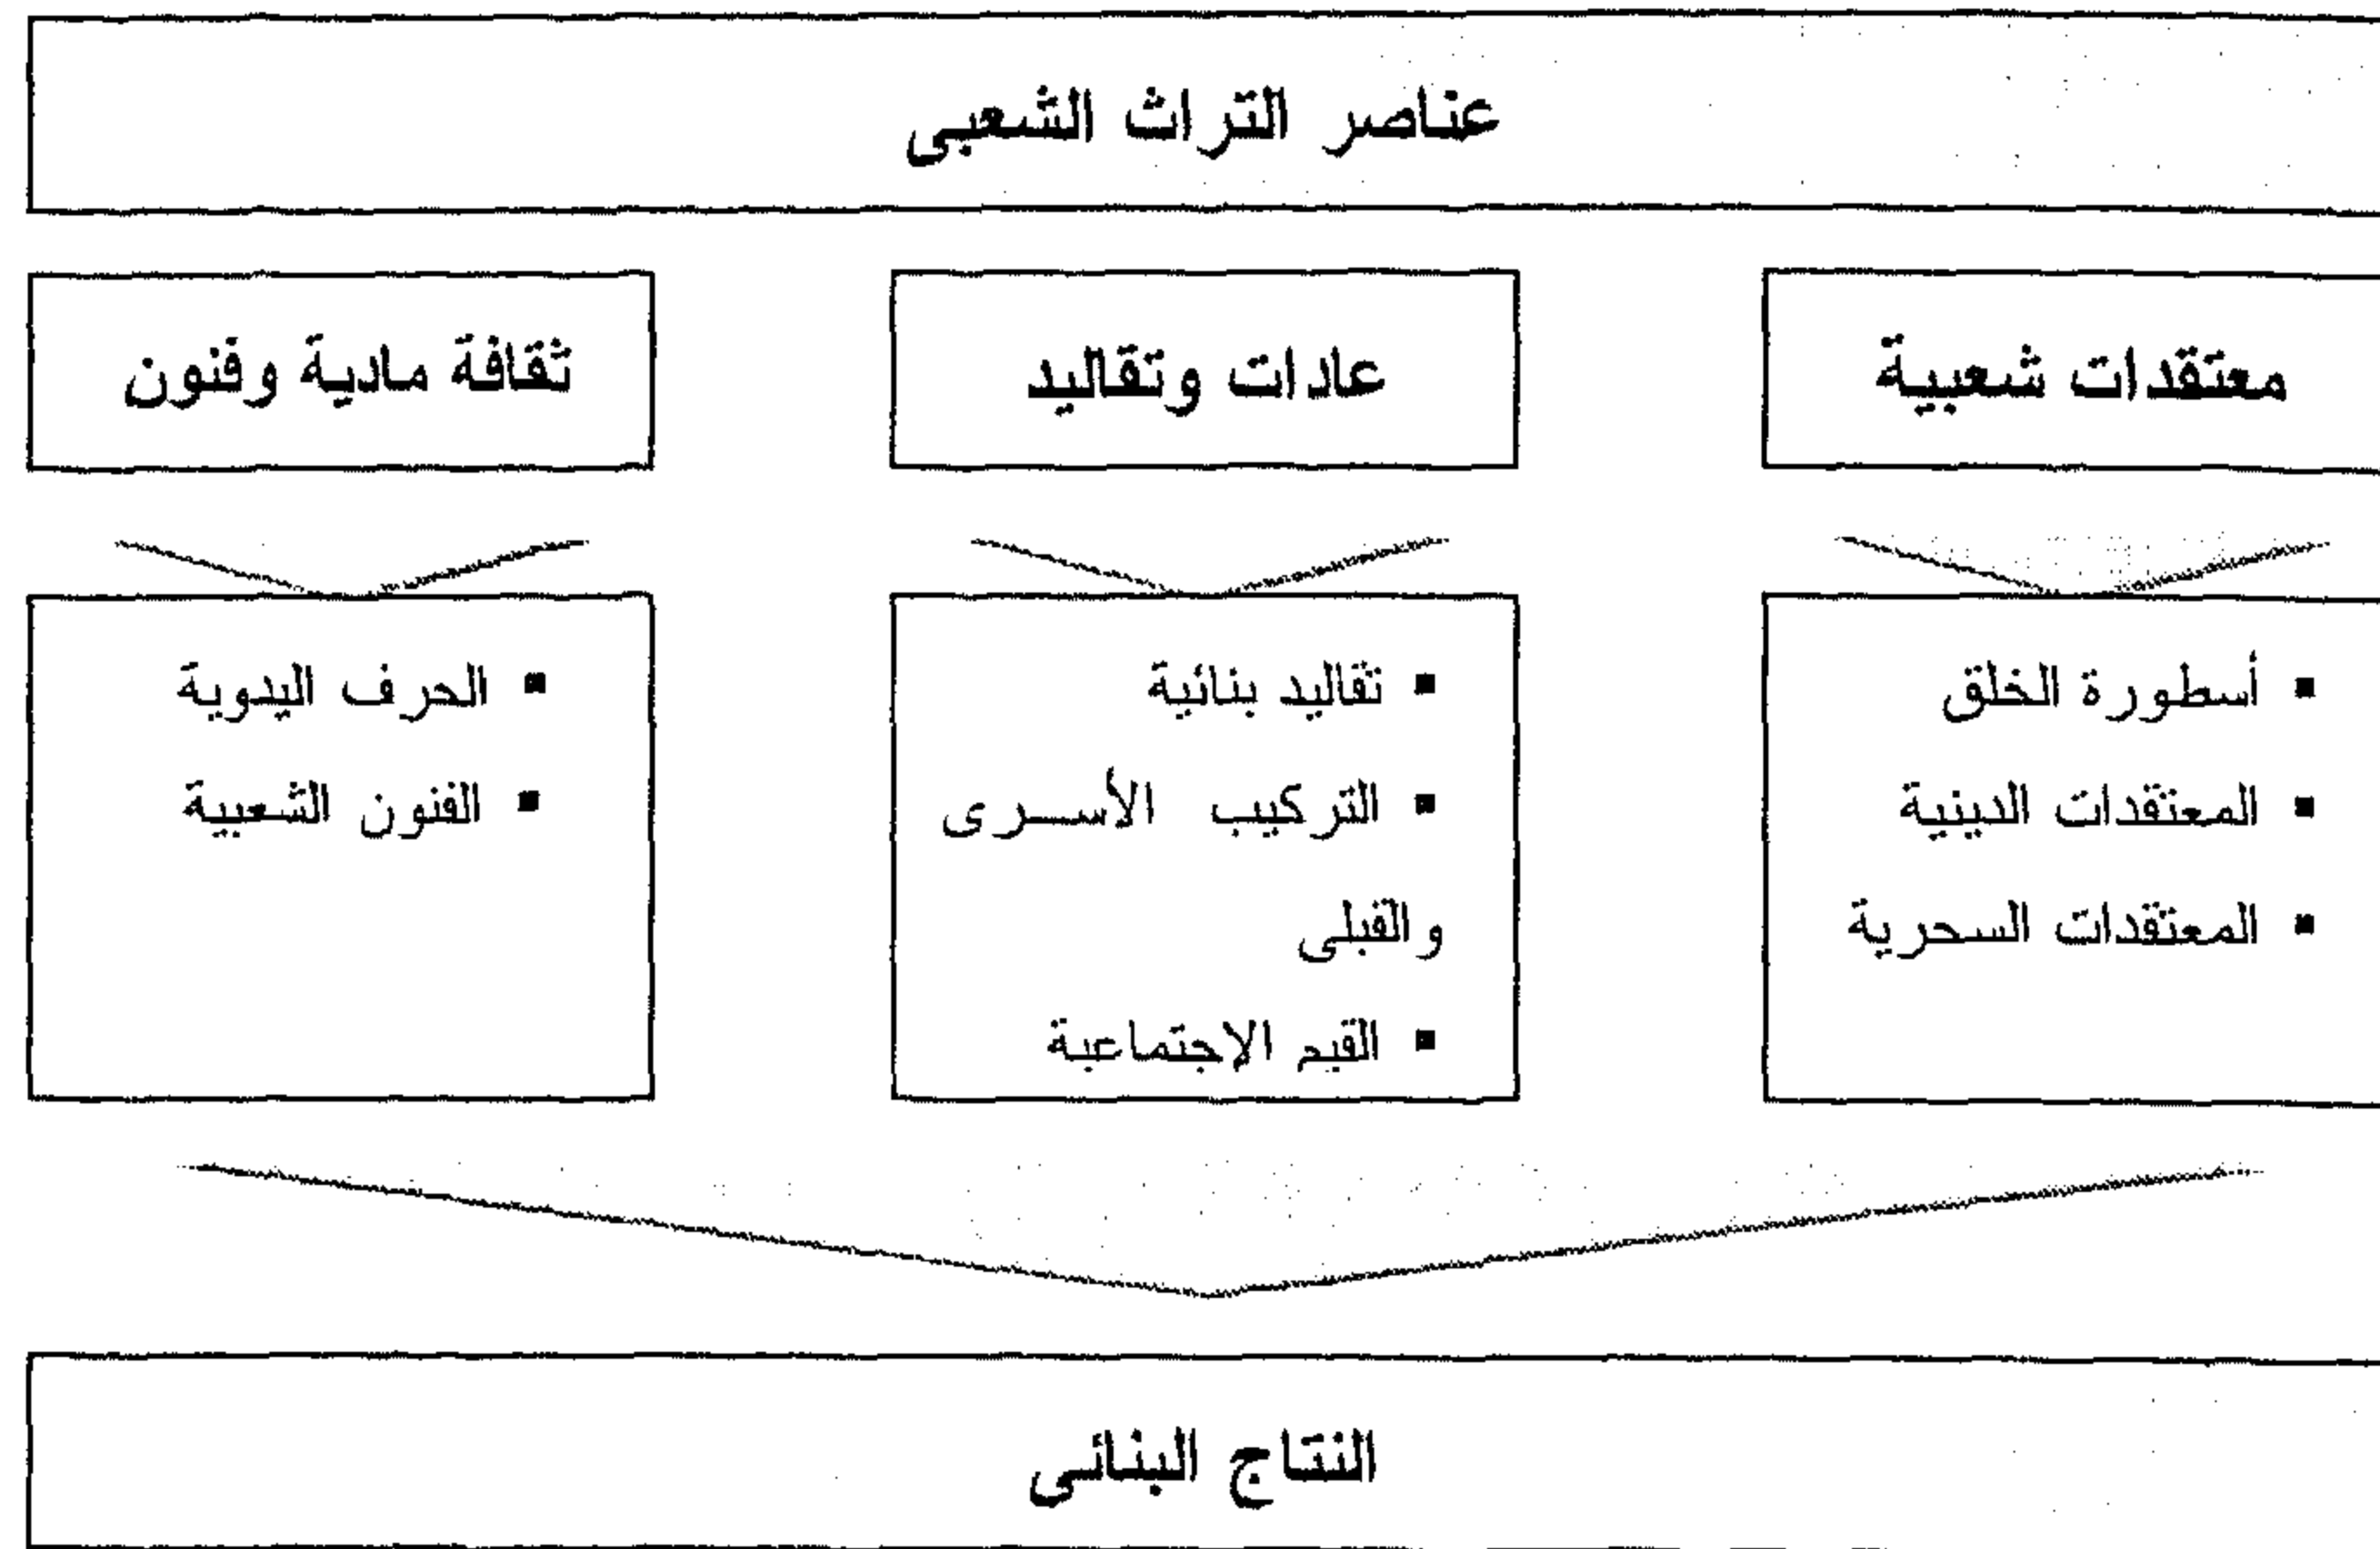 عناصر التراث الشعبى
معتقدات شعبية
عادات وتقاليد
ثقافة مادية وفنون
▪ أسطورة الخلق
▪ المعتقدات الدينية
▪ المعتقدات السحرية
▪ تقاليد بنائية
▪ التركيب الأسرى
والقبلى
▪ القيم الاجتماعية
▪ الحرف اليدوية
▪ الفنون الشعبية
النتاج البنائى